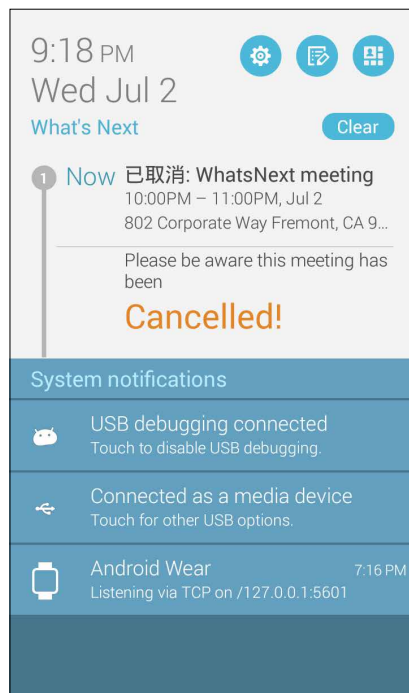 9:18 PM
Wed Jul 2
What's Next
Clear
1
Now
已取消: WhatsNext meeting
10:00PM – 11:00PM, Jul 2
802 Corporate Way Fremont, CA 9...
Please be aware this meeting has
been
Cancelled!
System notifications
USB debugging connected
Touch to disable USB debugging.
Connected as a media device
Touch for other USB options.
Android Wear
7:16 PM
Listening via TCP on /127.0.0.1:5601